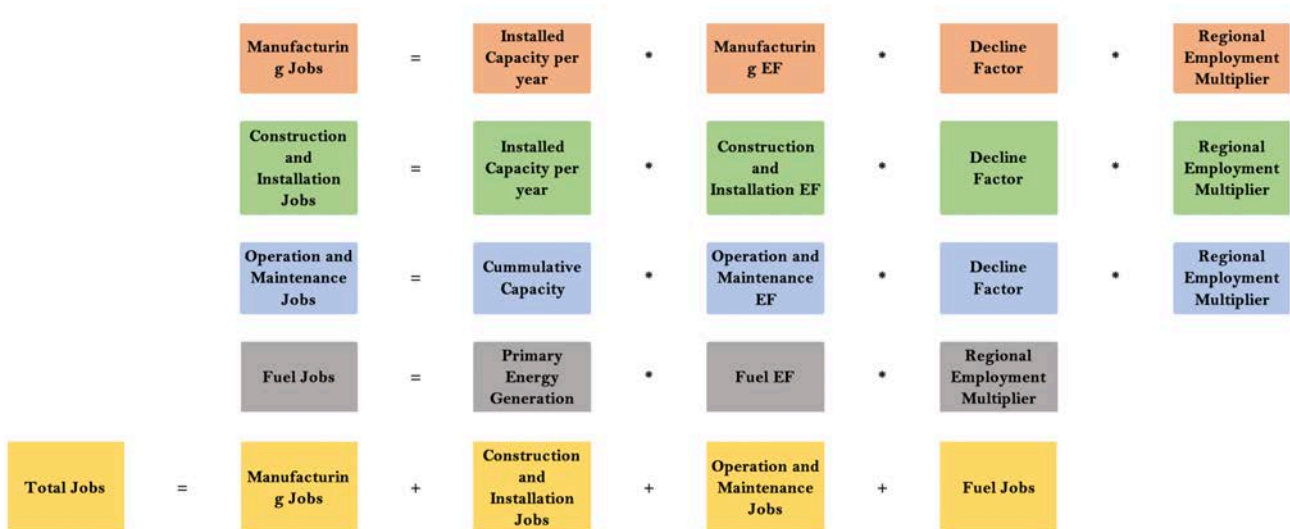 Manufacturin
g Jobs
=
Installed
Capacity per
year
*
Manufacturin
g EF
*
Decline
Factor
*
Regional
Employment
Multiplier
Construction
and
Installation
Jobs
=
Installed
Capacity per
year
*
Construction
and
Installation EF
*
Decline
Factor
*
Regional
Employment
Multiplier
Operation and
Maintenance
Jobs
=
Cummulative
Capacity
*
Operation and
Maintenance
EF
*
Decline
Factor
*
Regional
Employment
Multiplier
Fuel Jobs
=
Primary
Energy
Generation
*
Fuel EF
*
Regional
Employment
Multiplier
Total Jobs
=
Manufacturin
g Jobs
+
Construction
and
Installation
Jobs
+
Operation and
Maintenance
Jobs
+
Fuel Jobs